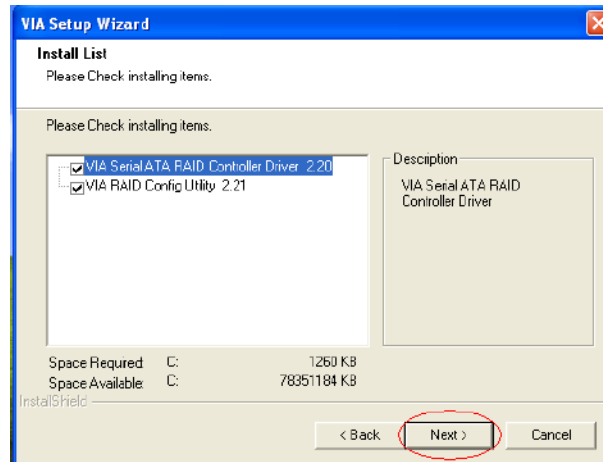 VIA Setup Wizard
Install List
Please Check installing items.
Please Check installing items.
VIA Serial ATA RAID Controller Driver 2.20
VIA RAID Config Utility 2.21
Description
VIA Serial ATA RAID
Controller Driver
Space Required: C: 1260 KB
Space Available: C: 78351184 KB
InstallShield
< Back Next > Cancel